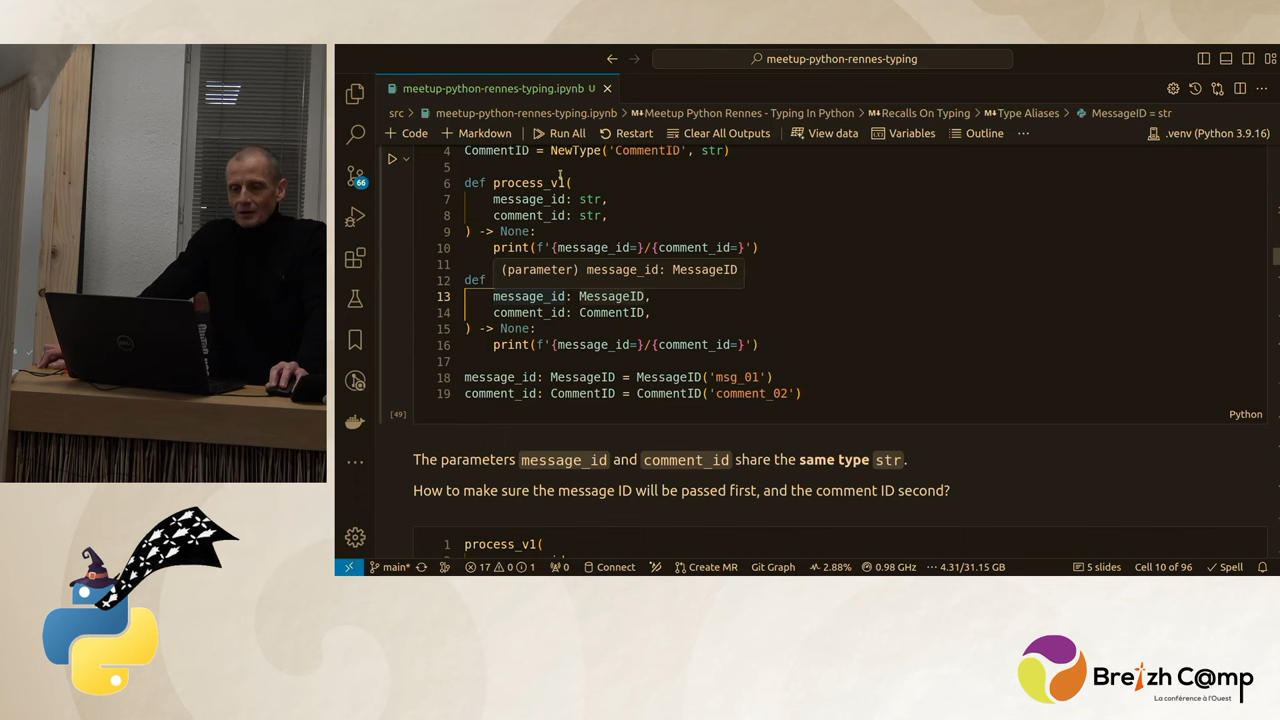 meetup-python-rennes-typing
meetup-python-rennes-typing.ipynb U
src > meetup-python-rennes-typing.ipynb > Meetup Python Rennes - Typing In Python > Recalls On Typing > Type Aliases > MessageID = str
+ Code + Markdown Run All Restart Clear All Outputs View data Variables Outline ... .venv (Python 3.9.16)
4 CommentID = NewType('CommentID', str)
5
6 def process_v1(
7 message_id: str,
8 comment_id: str,
9 ) -> None:
10 print(f'{message_id=}/{comment_id=}')
11
(parameter) message_id: MessageID
12 def
13 message_id: MessageID,
14 comment_id: CommentID,
15 ) -> None:
16 print(f'{message_id=}/{comment_id=}')
17
18 message_id: MessageID = MessageID('msg_01')
19 comment_id: CommentID = CommentID('comment_02')
[49] Python
The parameters message_id and comment_id share the same type str.
How to make sure the message ID will be passed first, and the comment ID second?
1 process_v1(
main* 17 0 1 0 Connect Create MR Git Graph 2.88% 0.98 GHz ... 4.31/31.15 GB 5 slides Cell 10 of 96 Spell
66
DELL
Breizh C@mp
La conférence à l'Ouest